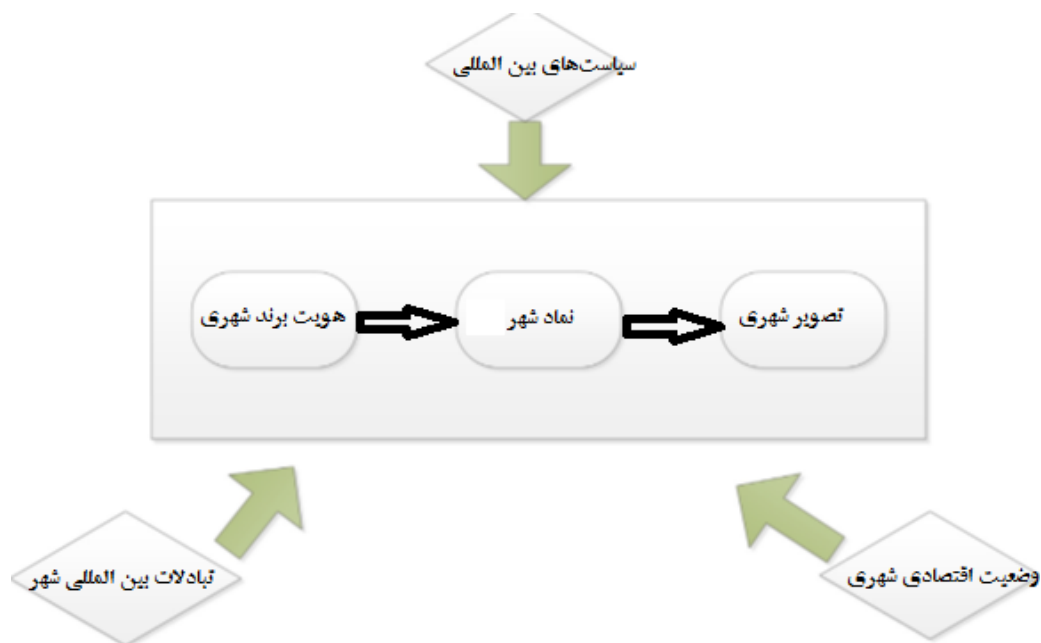 سیاست‌های بین المللی
هویت برند شهری
نماد شهر
تصویر شهری
تبادلات بین المللی شهر
وضعیت اقتصادی شهری